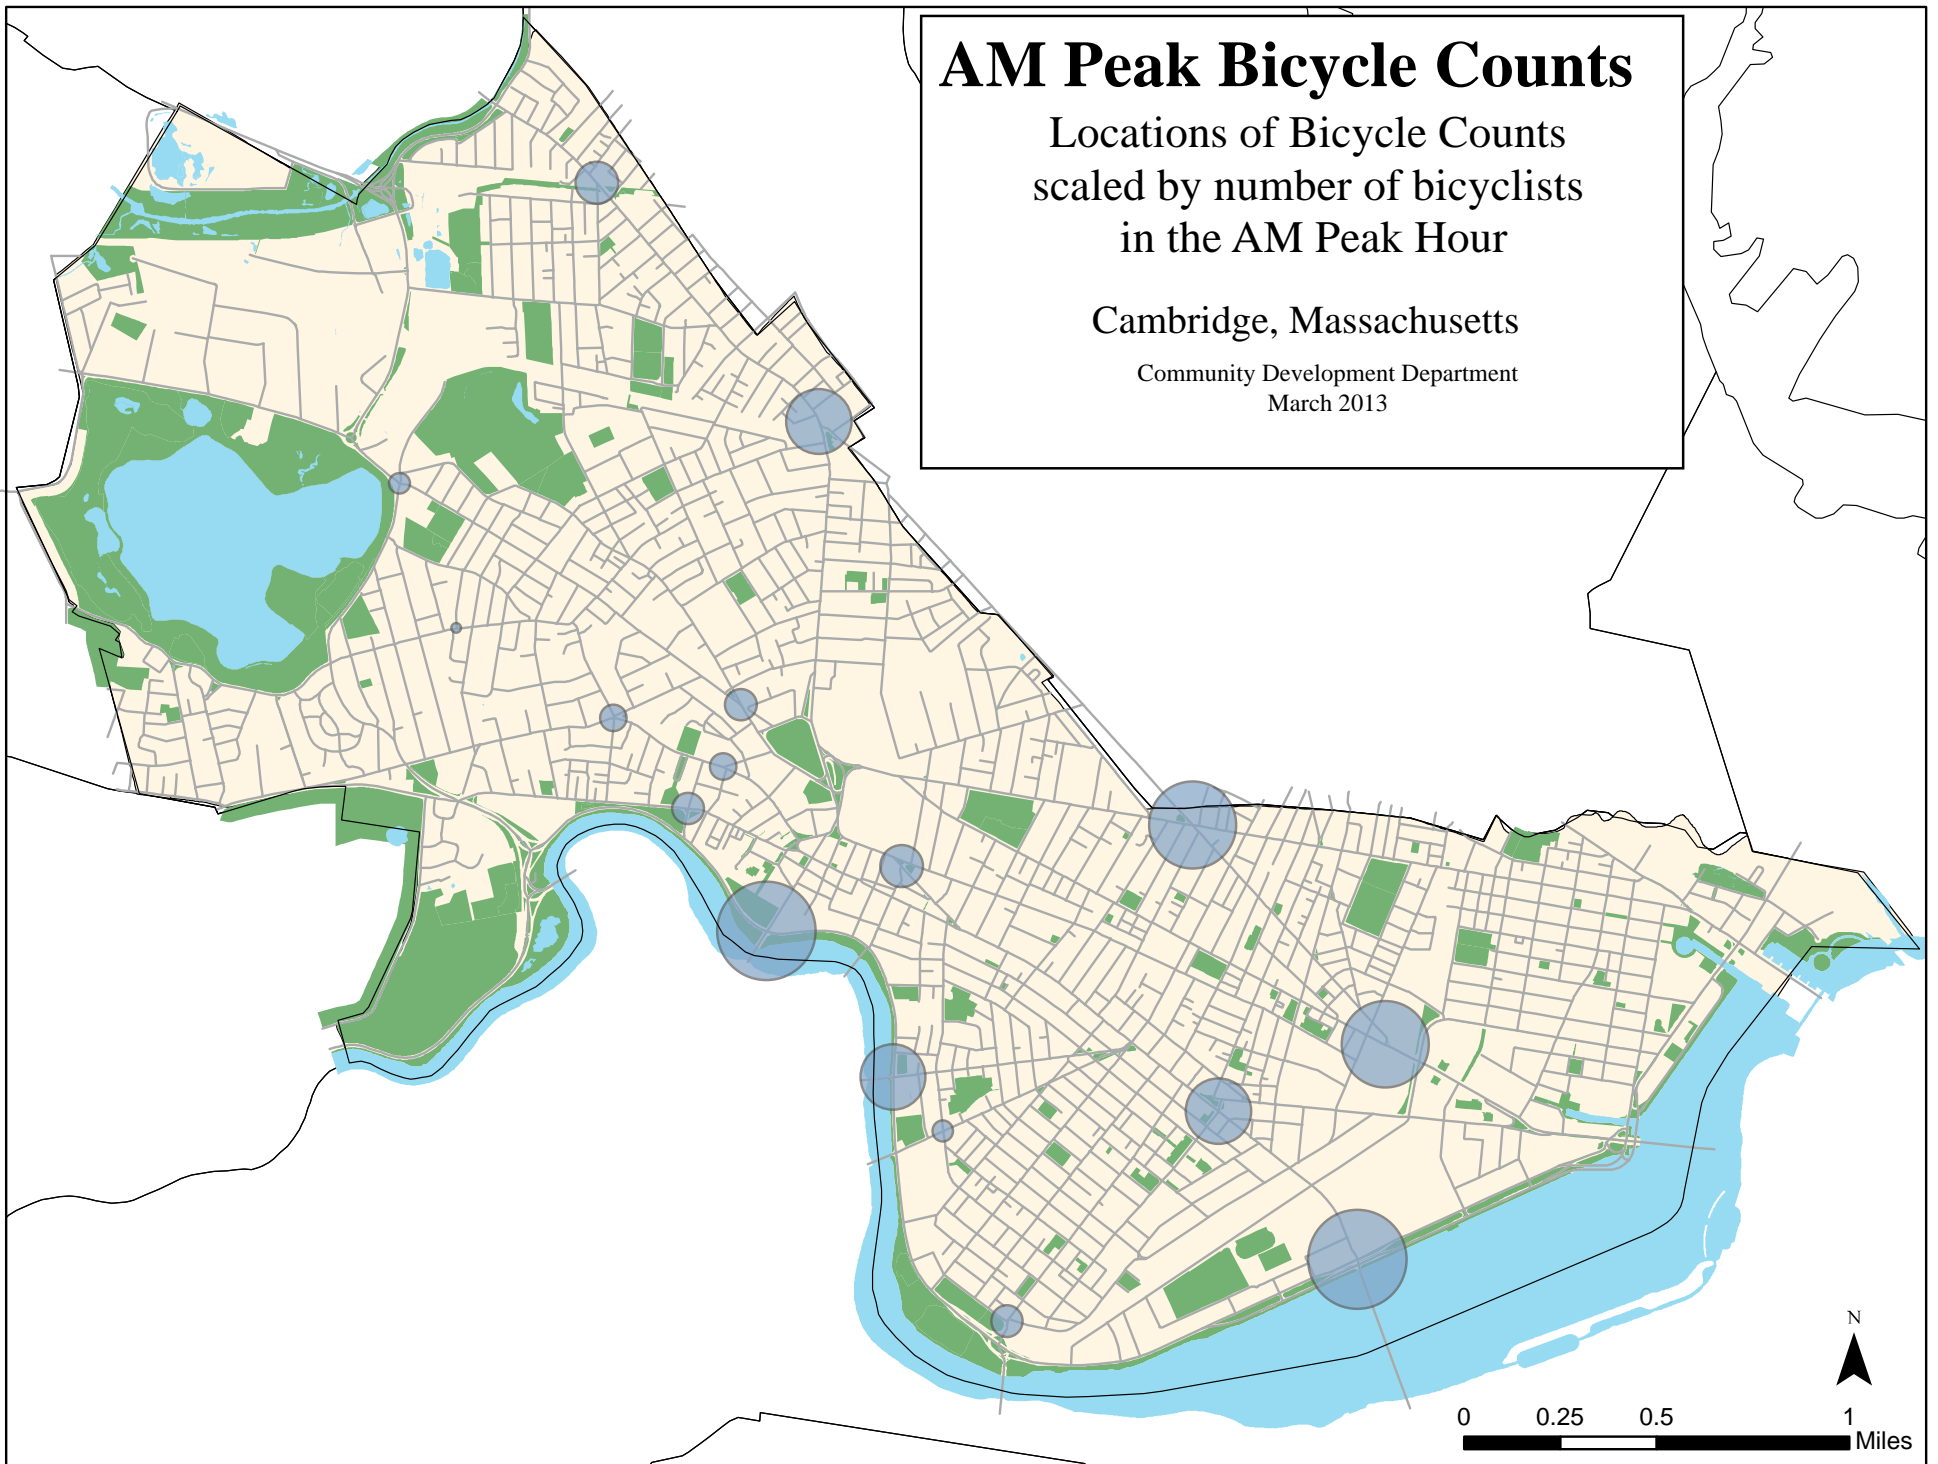 AM Peak Bicycle Counts
Locations of Bicycle Counts
scaled by number of bicyclists
in the AM Peak Hour
Cambridge, Massachusetts
Community Development Department
March 2013
N
0 0.25 0.5 1
Miles